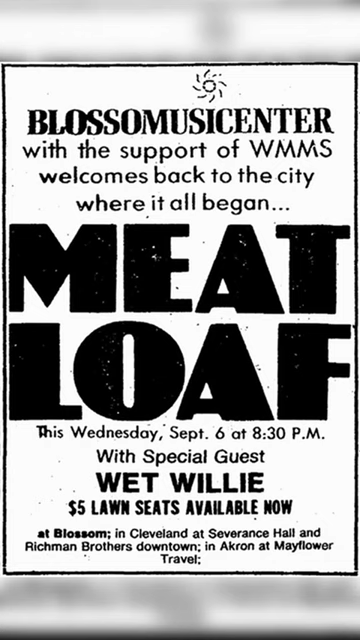 BLOSSOMUSICENTER
with the support of WMMS
welcomes back to the city
where it all began...
MEAT
LOAF
This Wednesday, Sept. 6 at 8:30 P.M.
With Special Guest
WET WILLIE
$5 LAWN SEATS AVAILABLE NOW
at Blossom; in Cleveland at Severance Hall and
Richman Brothers downtown; in Akron at Mayflower
Travel;